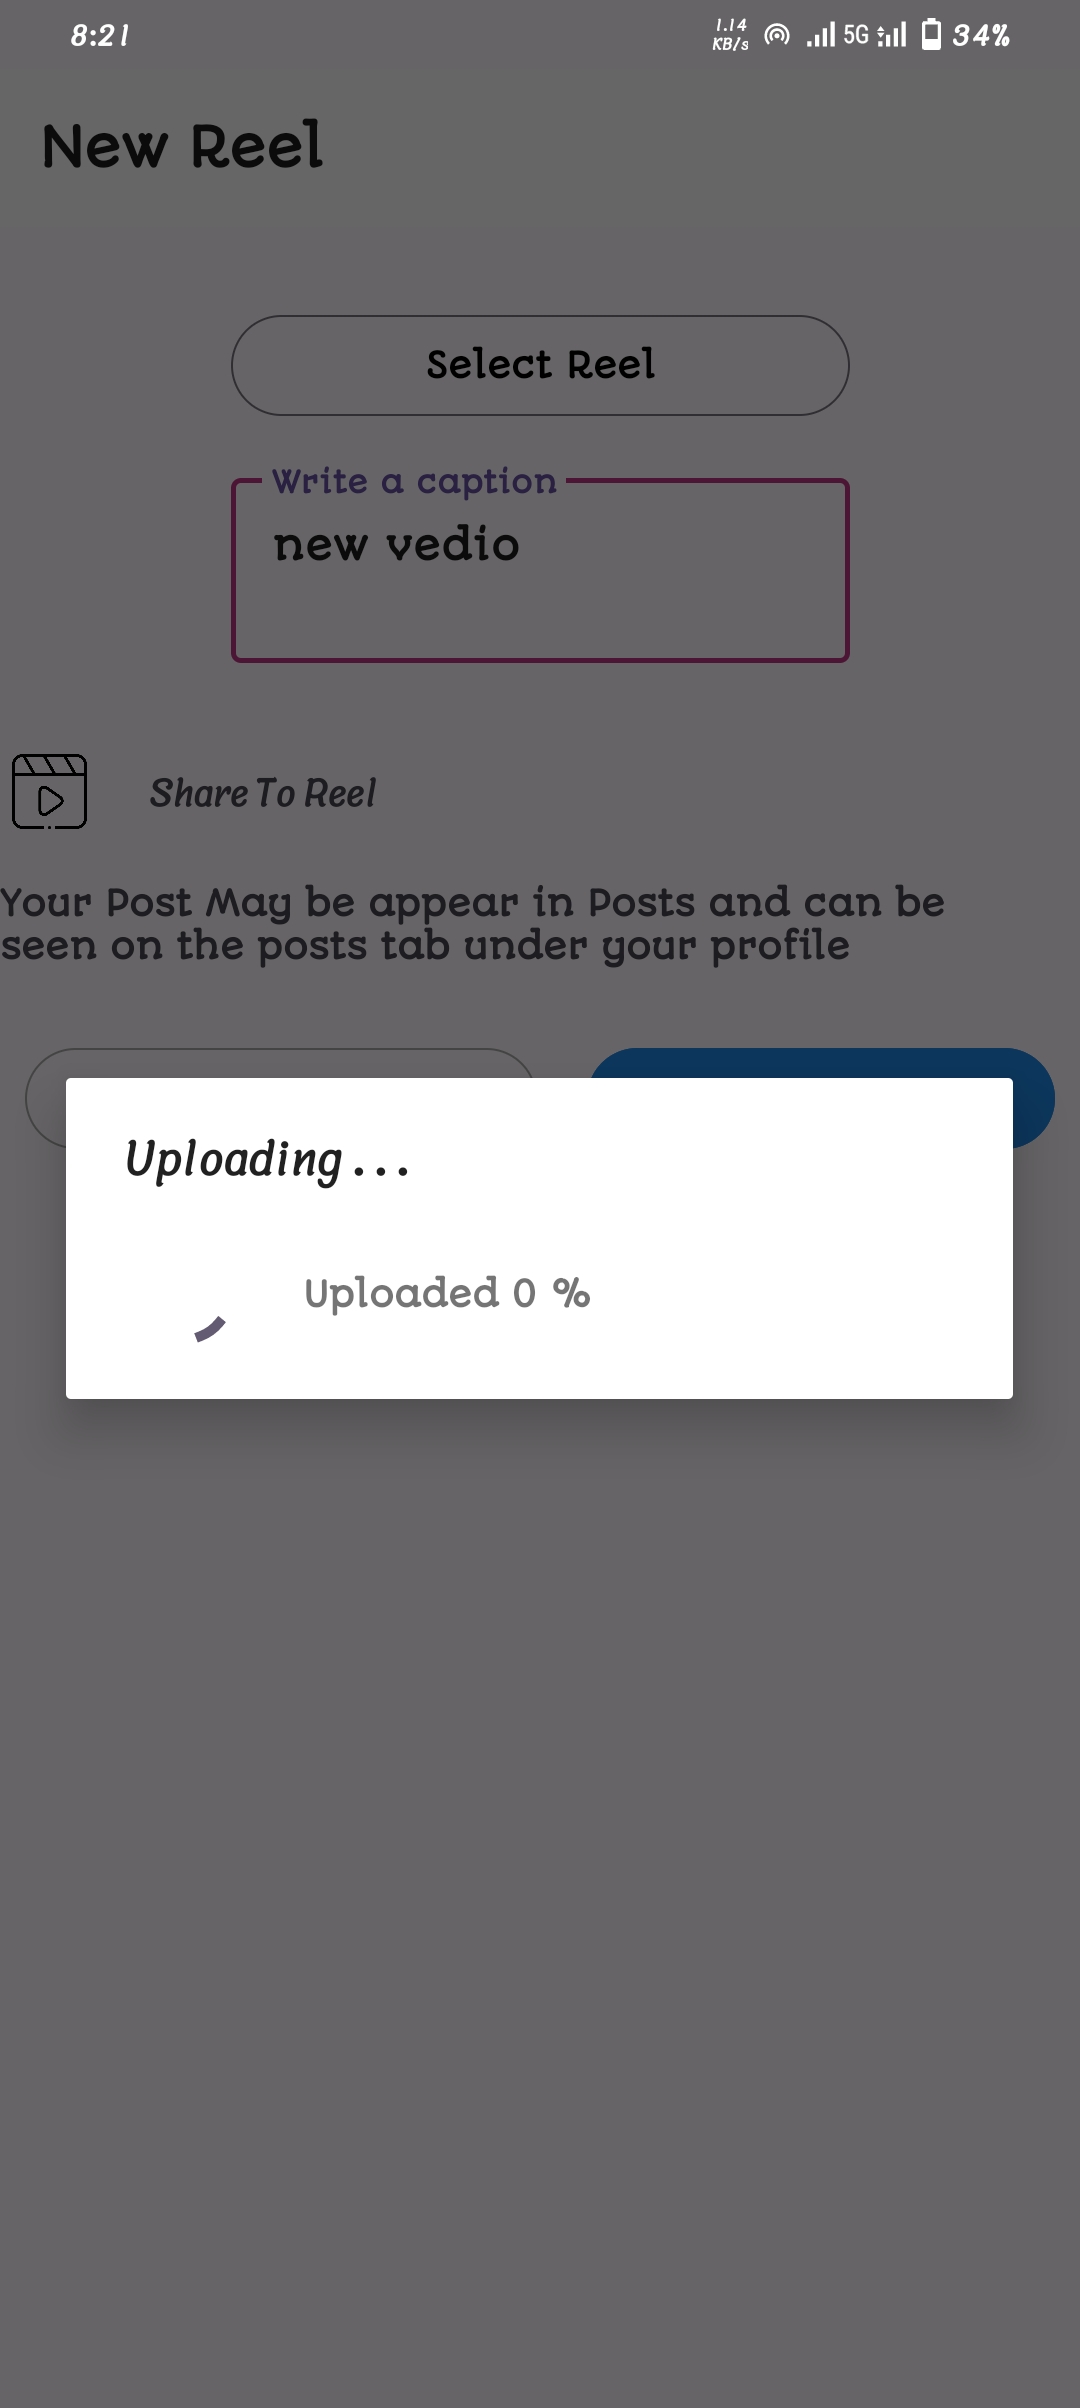 8:21
1.14
KB/s
5G
34%
New Reel
Select Reel
Write a caption
new vedio
Share To Reel
Your Post May be appear in Posts and can be
seen on the posts tab under your profile
Uploading . . .
Uploaded 0 %